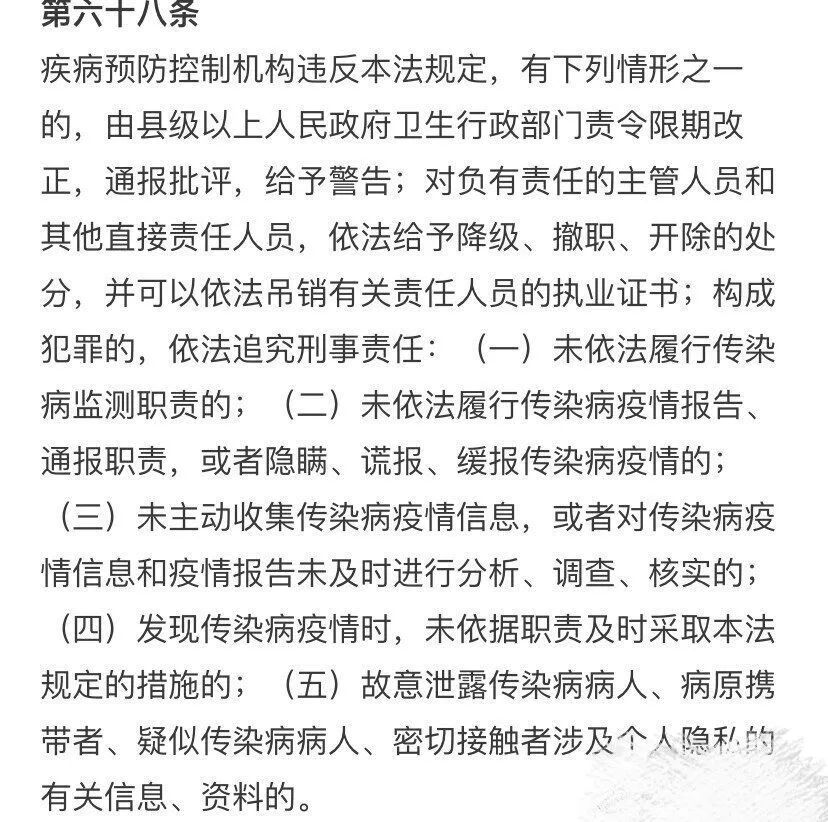 第六十八条
疾病预防控制机构违反本法规定，有下列情形之一
的，由县级以上人民政府卫生行政部门责令限期改
正，通报批评，给予警告；对负有责任的主管人员和
其他直接责任人员，依法给予降级、撤职、开除的处
分，并可以依法吊销有关责任人员的执业证书；构成
犯罪的，依法追究刑事责任：（一）未依法履行传染
病监测职责的；（二）未依法履行传染病疫情报告、
通报职责，或者隐瞒、谎报、缓报传染病疫情的；
（三）未主动收集传染病疫情信息，或者对传染病疫
情信息和疫情报告未及时进行分析、调查、核实的；
（四）发现传染病疫情时，未依据职责及时采取本法
规定的措施的；（五）故意泄露传染病病人、病原携
带者、疑似传染病病人、密切接触者涉及个人隐私的
有关信息、资料的。